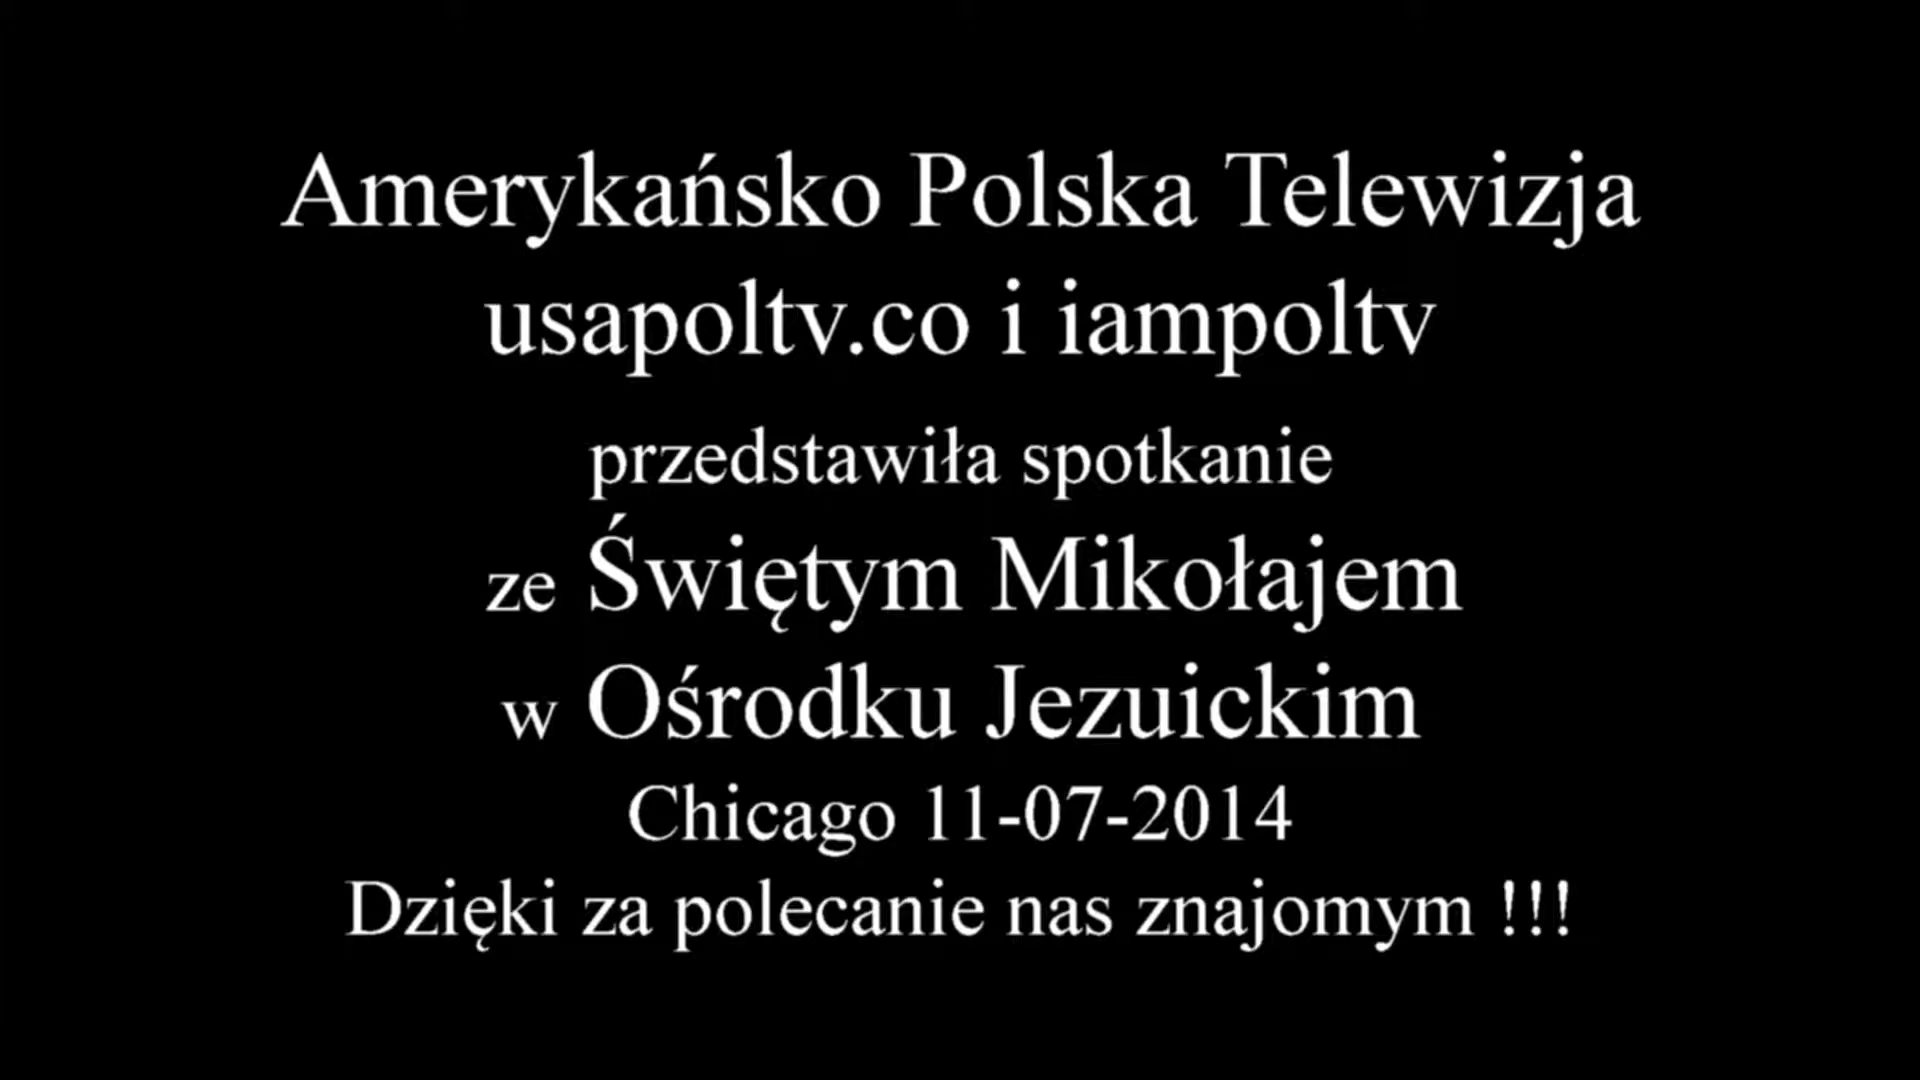 Amerykańsko Polska Telewizja
usapoltv.co i iampoltv
przedstawiła spotkanie
ze Świętym Mikołajem
w Ośrodku Jezuickim
Chicago 11-07-2014
Dzięki za polecanie nas znajomym !!!